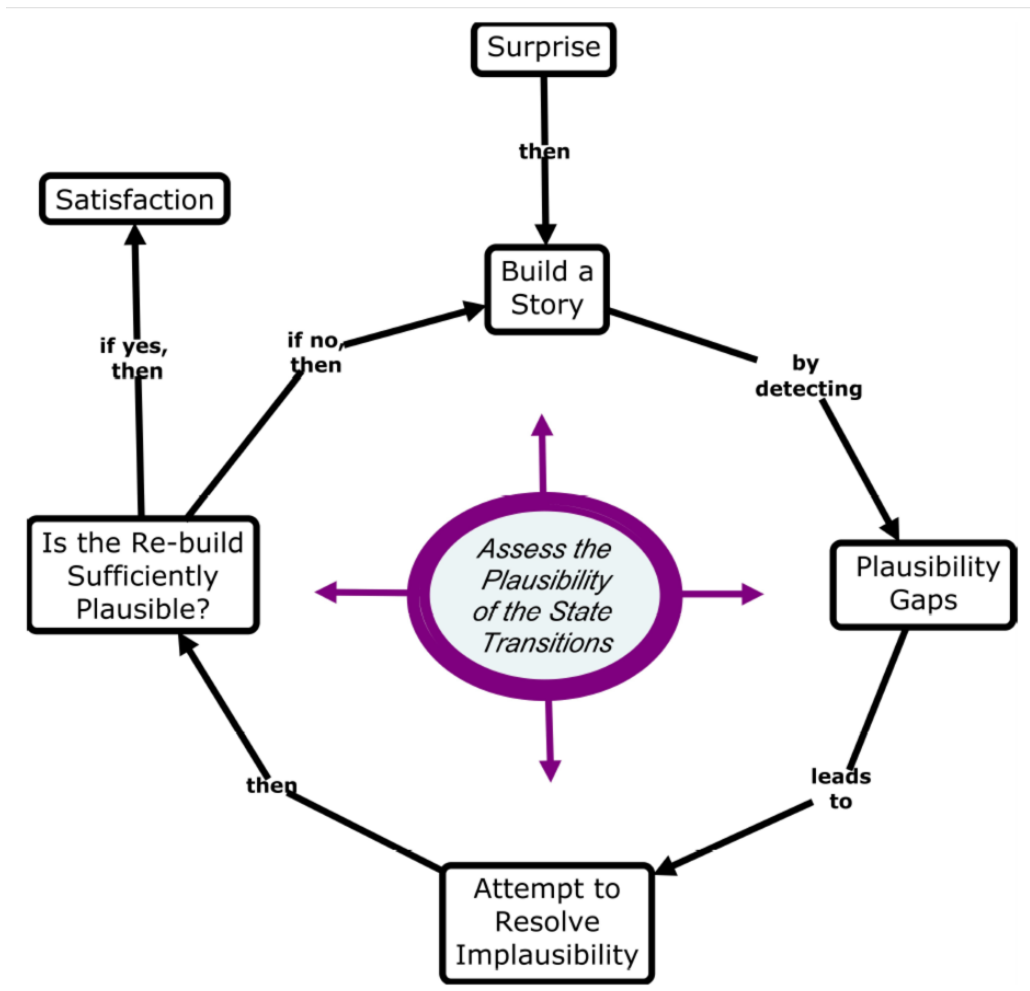 Surprise
then
Satisfaction
Build a
Story
if yes,
then
if no,
then
by
detecting
Assess the
Plausibility
of the State
Transitions
Is the Re-build
Sufficiently
Plausible?
Plausibility
Gaps
then
leads
to
Attempt to
Resolve
Implausibility